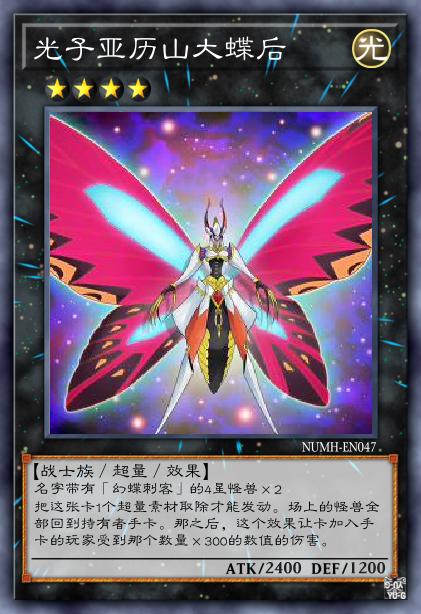 光子亚历山大蝶后
光
NUMH-EN047
【战士族／超量／效果】
名字带有「幻蝶刺客」的4星怪兽×2
把这张卡1个超量素材取除才能发动。场上的怪兽全
部回到持有者手卡。那之后，这个效果让卡加入手
卡的玩家受到那个数量×300的数值的伤害。
ATK/2400 DEF/1200